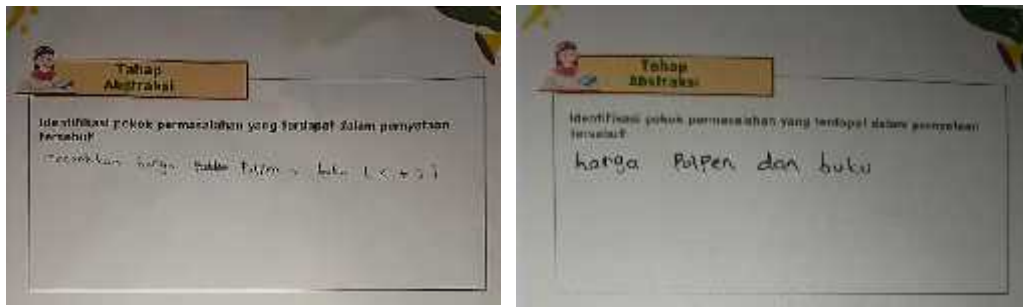 Tahap
Abstraksi
Identifikasi pokok permasalahan yang terdapat dalam pernyataan
tersebut
harga Pulpen buku
Tahap
Abstraksi
Identifikasi pokok permasalahan yang terdapat dalam pernyataan
tersebut
harga Pulpen dan buku